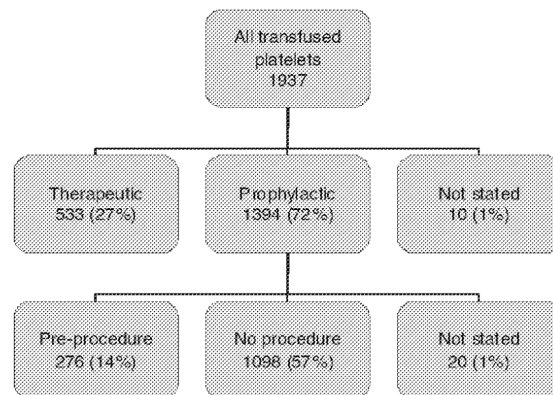 All transfused
platelets
1937
Therapeutic
533 (27%)
Prophylactic
1394 (72%)
Not stated
10 (1%)
Pre-procedure
276 (14%)
No procedure
1098 (57%)
Not stated
20 (1%)